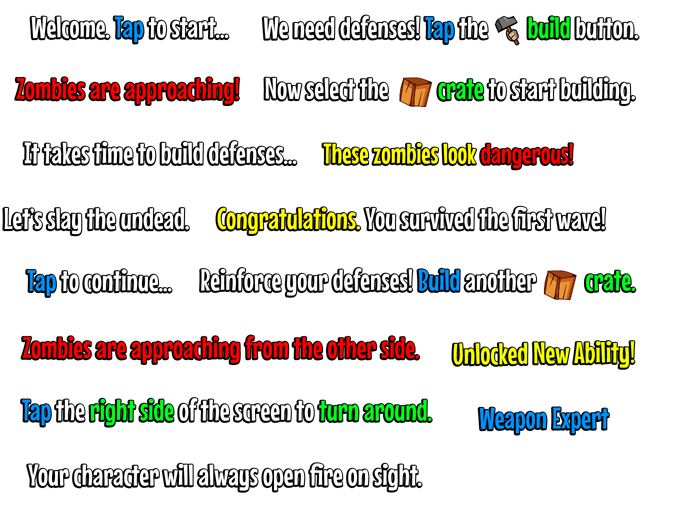 Welcome. Tap to start...
We need defenses! Tap the build button.
Zombies are approaching!
Now select the crate to start building.
It takes time to build defenses...
These zombies look dangerous!
Let's slay the undead.
Congratulations. You survived the first wave!
Tap to continue...
Reinforce your defenses! Build another crate.
Zombies are approaching from the other side.
Unlocked New Ability!
Tap the right side of the screen to turn around.
Weapon Expert
Your character will always open fire on sight.